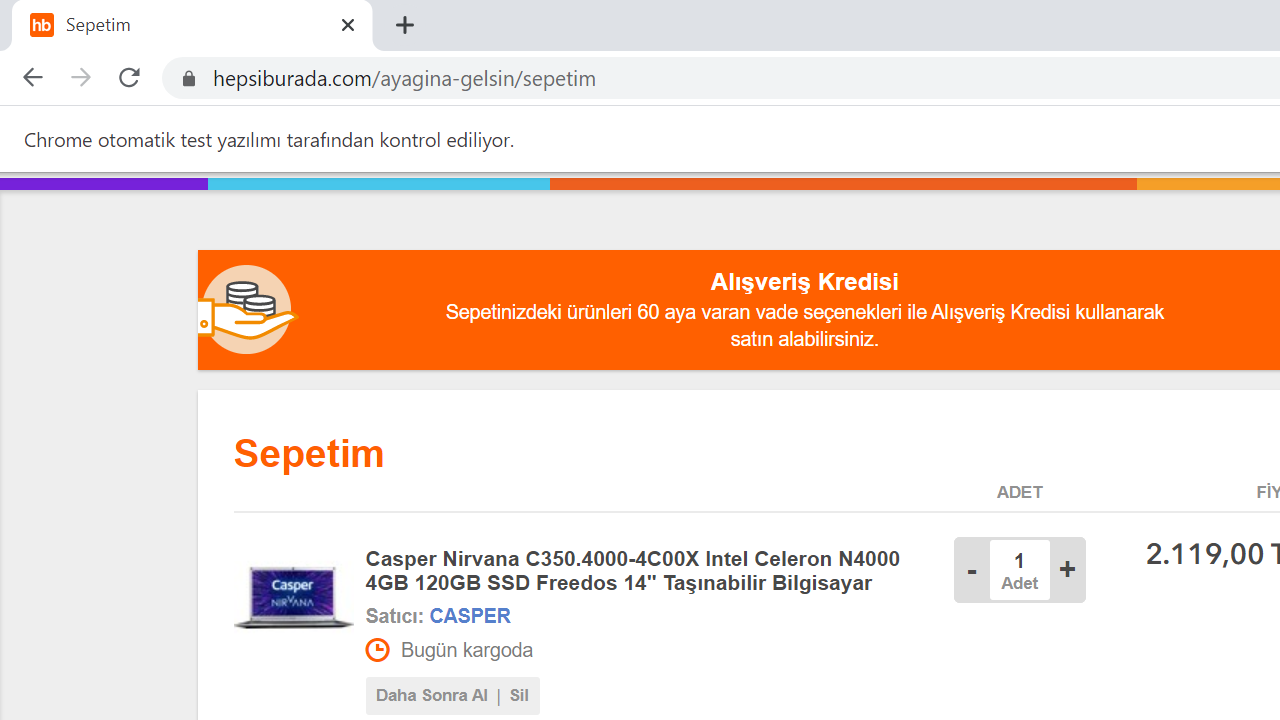 hb Sepetim
hepsiburada.com/ayagina-gelsin/sepetim
Chrome otomatik test yazılımı tarafından kontrol ediliyor.
Alışveriş Kredisi
Sepetinizdeki ürünleri 60 aya varan vade seçenekleri ile Alışveriş Kredisi kullanarak
satın alabilirsiniz.
Sepetim
ADET FİY
Casper Nirvana C350.4000-4C00X Intel Celeron N4000
4GB 120GB SSD Freedos 14" Taşınabilir Bilgisayar
Satıcı: CASPER
Bugün kargoda
Daha Sonra Al | Sil
- 1 +
Adet
2.119,00 T
Casper
NIRVANA